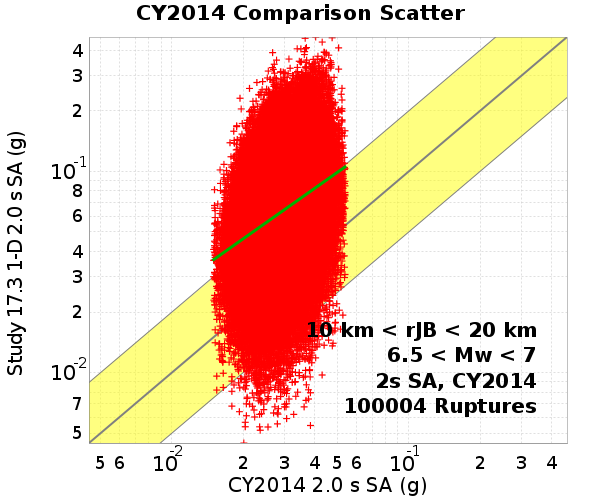 CY2014 Comparison Scatter
Study 17.3 1-D 2.0 s SA (g)
4
3
2
10-1
8
6
4
3
2
10-2
7
5
10 km < rJB < 20 km
6.5 < Mw < 7
2s SA, CY2014
100004 Ruptures
5 6 10-2 2 3 4 5 6 10-1 2 3 4
CY2014 2.0 s SA (g)